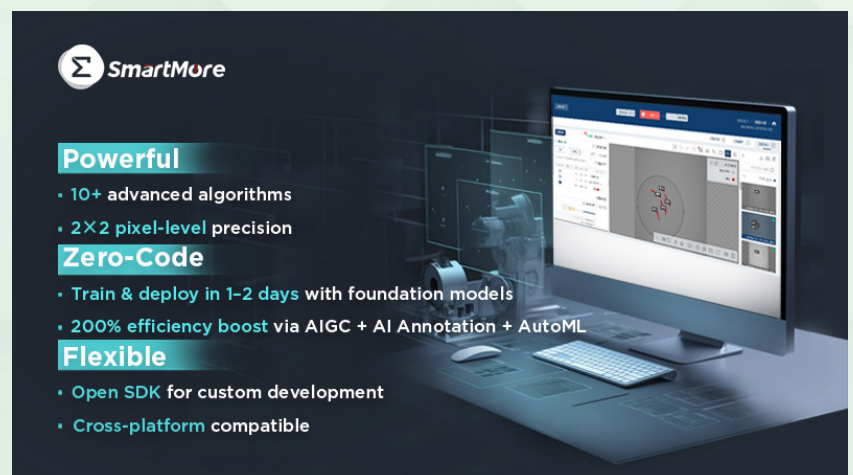 Σ SmartMore
Powerful
• 10+ advanced algorithms
• 2×2 pixel-level precision
Zero-Code
• Train & deploy in 1–2 days with foundation models
• 200% efficiency boost via AIGC + AI Annotation + AutoML
Flexible
• Open SDK for custom development
• Cross-platform compatible